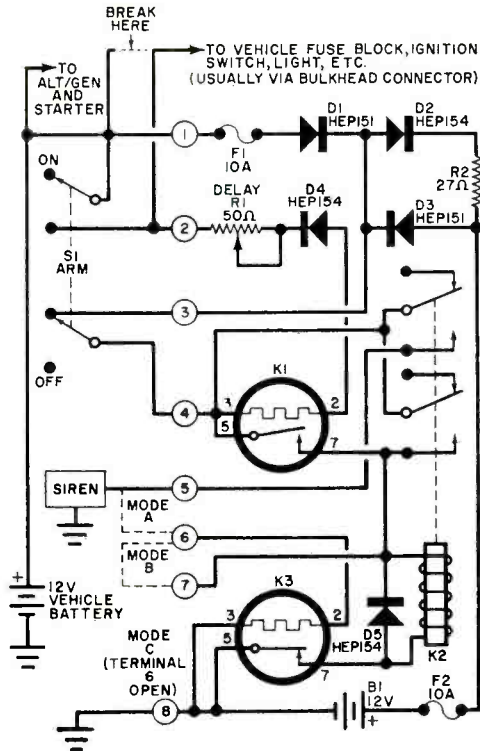 BREAK
HERE
TO
ALT/GEN
AND
STARTER
TO VEHICLE FUSE BLOCK, IGNITION
SWITCH, LIGHT, ETC.
(USUALLY VIA BULKHEAD CONNECTOR)
1
F1
10A
D1
HEP151
D2
HEP154
R2
27Ω
ON
DELAY
R1
50Ω
D4
HEP154
D3
HEP151
2
S1
ARM
3
OFF
K1
4
3
2
5
7
SIREN
5
MODE
A
6
MODE
B
7
K3
3
2
5
7
D5
HEP154
K2
+
12V
VEHICLE
BATTERY
MODE
C
(TERMINAL
6
OPEN)
8
B1
12V
+
F2
10A